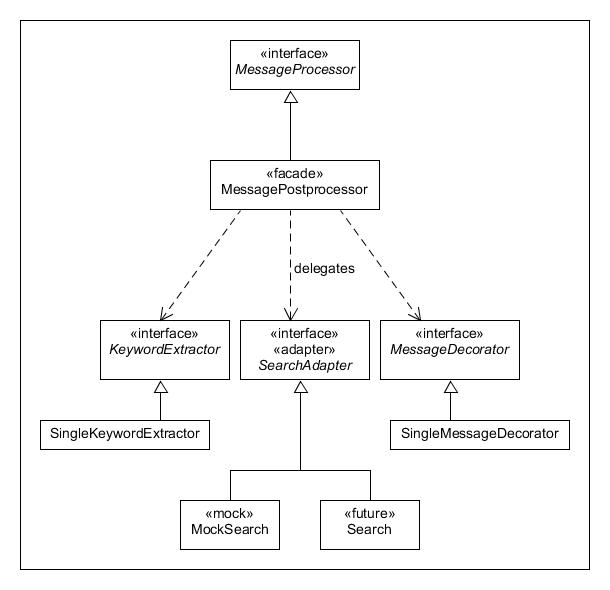 «interface»
MessageProcessor
«facade»
MessagePostprocessor
delegates
«interface»
KeywordExtractor
«interface»
«adapter»
SearchAdapter
«interface»
MessageDecorator
SingleKeywordExtractor
SingleMessageDecorator
«mock»
MockSearch
«future»
Search